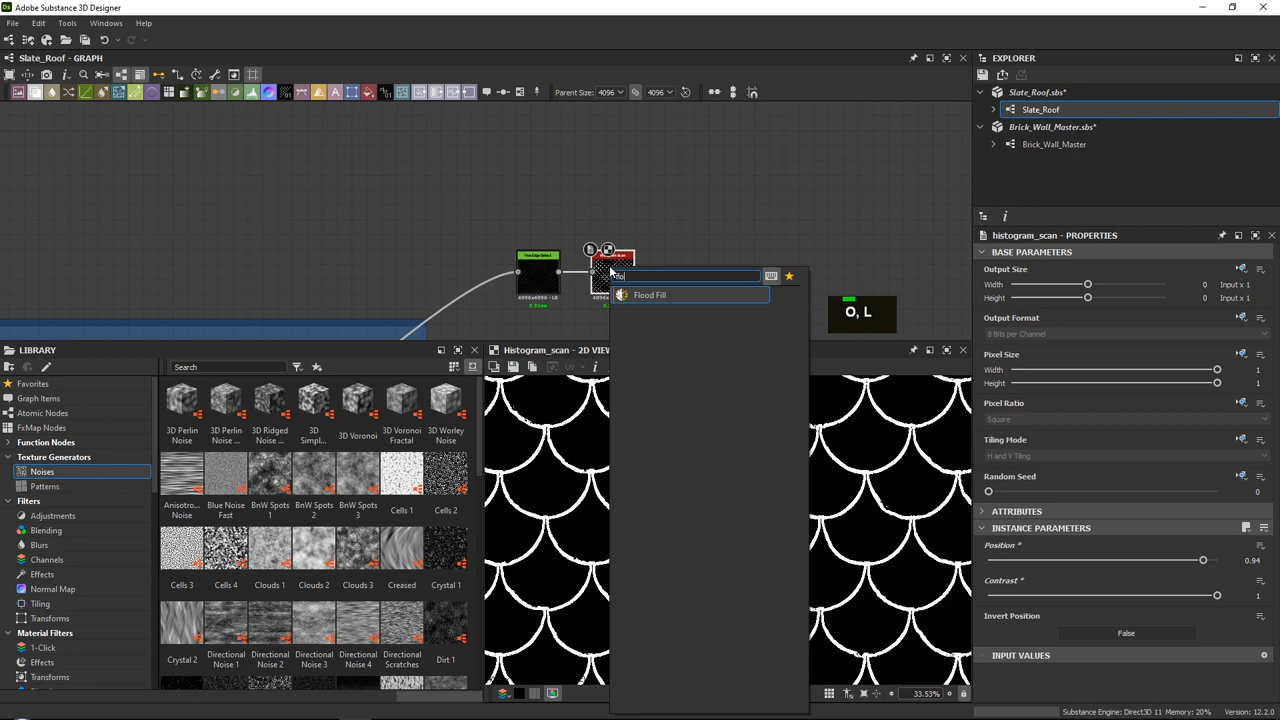 Adobe Substance 3D Designer
File Edit Tools Windows Help
Slate_Roof - GRAPH
Parent Size: 4096 4096
EXPLORER
Slate_Roof.sbs*
Slate_Roof
Brick_Wall_Master.sbs*
Brick_Wall_Master
flo
Flood Fill
O, L
histogram_scan - PROPERTIES
BASE PARAMETERS
Output Size
Width 0 Input x 1
Height 0 Input x 1
Output Format
8 Bits per Channel
Pixel Size
Width 1
Height 1
Pixel Ratio
Square
Tiling Mode
H and V Tiling
Random Seed
0
ATTRIBUTES
INSTANCE PARAMETERS
Position *
0.94
Contrast *
1
Invert Position
False
INPUT VALUES
LIBRARY
Search
Favorites
Graph Items
Atomic Nodes
FxMap Nodes
Function Nodes
Texture Generators
Noises
Patterns
Filters
Adjustments
Blending
Blurs
Channels
Effects
Normal Map
Tiling
Transforms
Material Filters
1-Click
Effects
Transforms
3D Perlin Noise
3D Perlin Noise ...
3D Ridged Noise ...
3D Simpl...
3D Voronoi
3D Voronoi Fractal
3D Worley Noise
Anisotro... Noise
Blue Noise Fast
BnW Spots 1
BnW Spots 2
BnW Spots 3
Cells 1
Cells 2
Cells 3
Cells 4
Clouds 1
Clouds 2
Clouds 3
Creased
Crystal 1
Crystal 2
Directional Noise 1
Directional Noise 2
Directional Noise 3
Directional Noise 4
Directional Scratches
Dirt 1
Histogram_scan - 2D VIEW
UV
33.53%
Substance Engine: Direct3D 11 Memory: 20% Version: 12.2.0